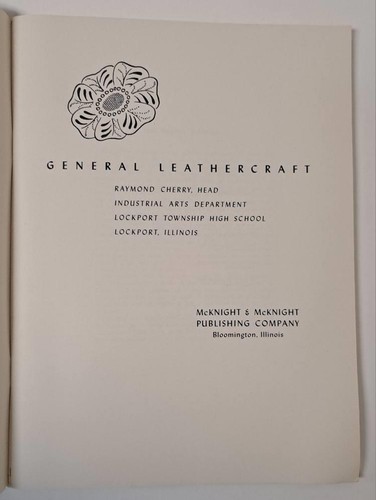 GENERAL LEATHERCRAFT
RAYMOND CHERRY, HEAD
INDUSTRIAL ARTS DEPARTMENT
LOCKPORT TOWNSHIP HIGH SCHOOL
LOCKPORT, ILLINOIS
McKNIGHT & McKNIGHT
PUBLISHING COMPANY
Bloomington, Illinois